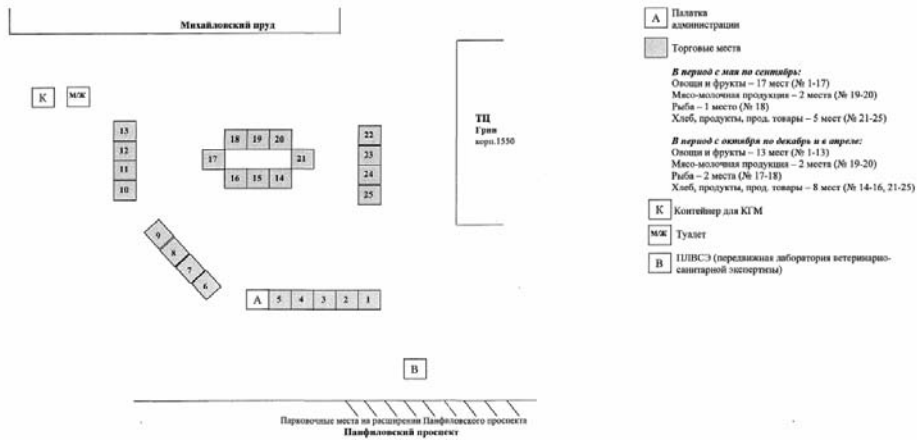 Михайловский пруд
К
м/ж
13
12
11
10
18 19 20
17 21
16 15 14
22
23
24
25
9
8
7
6
А 5 4 3 2 1
ТЦ
Грин
корп.1550
В
Парковочные места на расширении Панфиловского проспекта
Панфиловский проспект
А Палатка
администрации
Торговые места
В период с мая по сентябрь:
Овощи и фрукты – 17 мест (№ 1-17)
Мясо-молочная продукция – 2 места (№ 19-20)
Рыба – 1 место (№ 18)
Хлеб, продукты, прод. товары – 5 мест (№ 21-25)
В период с октября по декабрь и в апреле:
Овощи и фрукты – 13 мест (№ 1-13)
Мясо-молочная продукция – 2 места (№ 19-20)
Рыба – 2 места (№ 17-18)
Хлеб, продукты, прод. товары – 8 мест (№ 14-16, 21-25)
К Контейнер для КГМ
м/ж Туалет
В ПЛВСЭ (передвижная лаборатория ветеринарно-
санитарной экспертизы)